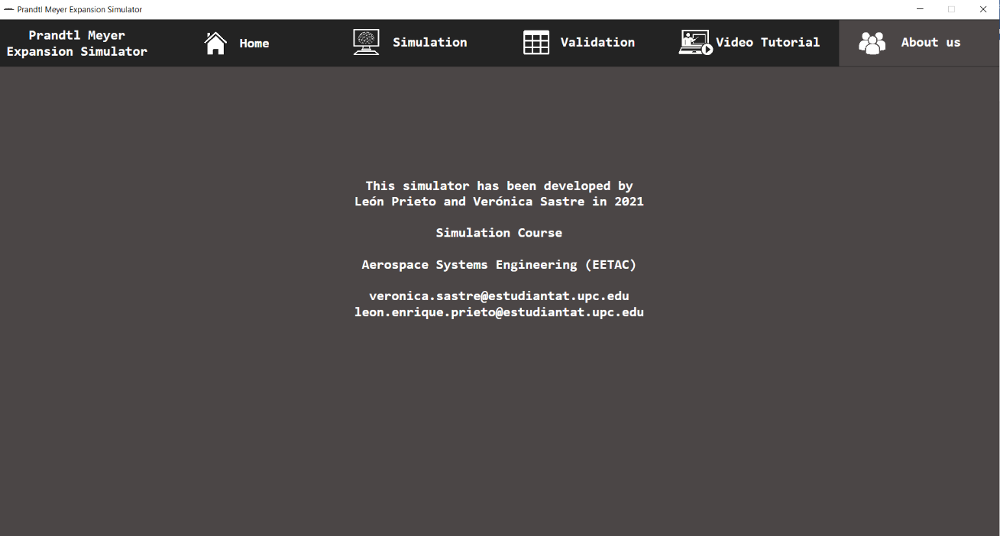 Prandtl Meyer Expansion Simulator
Prandtl Meyer
Expansion Simulator
Home
Simulation
Validation
Video Tutorial
About us
This simulator has been developed by
León Prieto and Verónica Sastre in 2021
Simulation Course
Aerospace Systems Engineering (EETAC)
veronica.sastre@estudiantat.upc.edu
leon.enrique.prieto@estudiantat.upc.edu